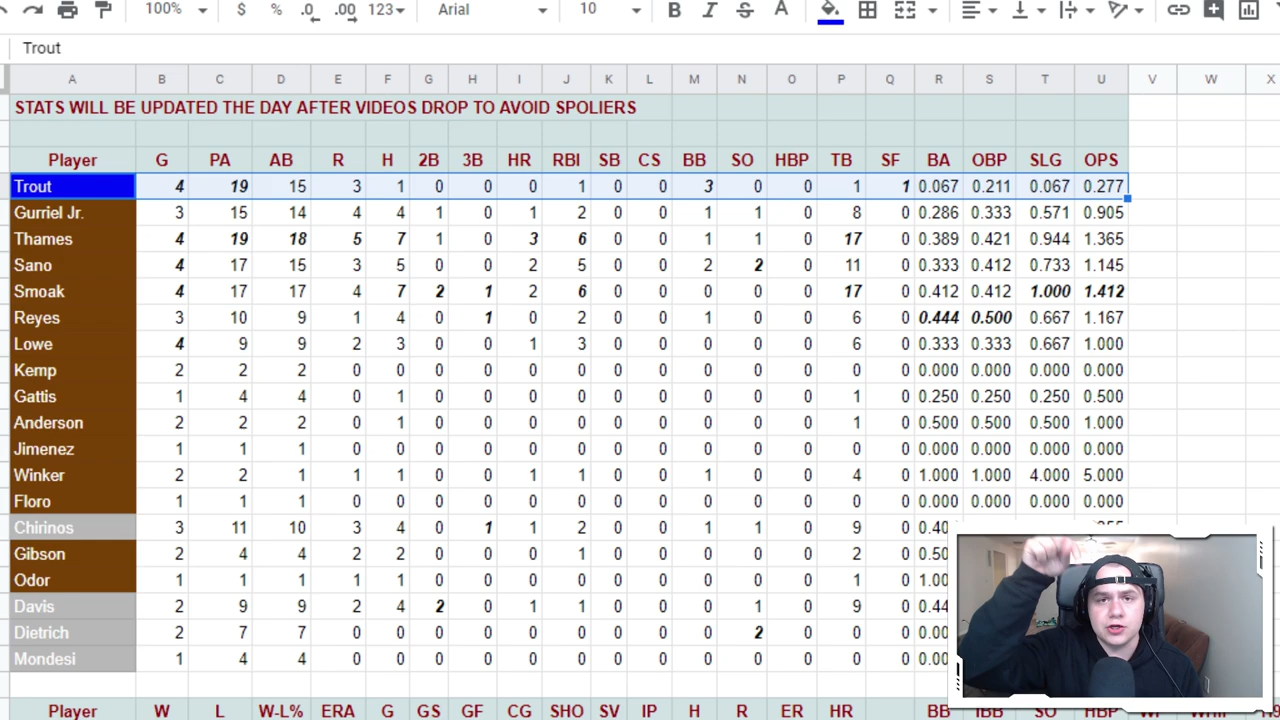 100% $ % .0 .00 123 Arial 10 B I S A
Trout
A B C D E F G H I J K L M N O P Q R S T U V W X
STATS WILL BE UPDATED THE DAY AFTER VIDEOS DROP TO AVOID SPOLIERS
Player G PA AB R H 2B 3B HR RBI SB CS BB SO HBP TB SF BA OBP SLG OPS
Trout 4 19 15 3 1 0 0 0 1 0 0 3 0 0 1 1 0.067 0.211 0.067 0.277
Gurriel Jr. 3 15 14 4 4 1 0 1 2 0 0 1 1 0 8 0 0.286 0.333 0.571 0.905
Thames 4 19 18 5 7 1 0 3 6 0 0 1 1 0 17 0 0.389 0.421 0.944 1.365
Sano 4 17 15 3 5 0 0 2 5 0 0 2 2 0 11 0 0.333 0.412 0.733 1.145
Smoak 4 17 17 4 7 2 1 2 6 0 0 0 0 0 17 0 0.412 0.412 1.000 1.412
Reyes 3 10 9 1 4 0 1 0 2 0 0 1 0 0 6 0 0.444 0.500 0.667 1.167
Lowe 4 9 9 2 3 0 0 1 3 0 0 0 0 0 6 0 0.333 0.333 0.667 1.000
Kemp 2 2 2 0 0 0 0 0 0 0 0 0 0 0 0 0 0.000 0.000 0.000 0.000
Gattis 1 4 4 0 1 0 0 0 0 0 0 0 0 0 1 0 0.250 0.250 0.250 0.500
Anderson 2 2 2 0 1 0 0 0 0 0 0 0 0 0 1 0 0.500 0.500 0.500 1.000
Jimenez 1 1 1 0 0 0 0 0 0 0 0 0 0 0 0 0 0.000 0.000 0.000 0.000
Winker 2 2 1 1 1 0 0 1 1 0 0 1 0 0 4 0 1.000 1.000 4.000 5.000
Floro 1 1 1 0 0 0 0 0 0 0 0 0 0 0 0 0 0.000 0.000 0.000 0.000
Chirinos 3 11 10 3 4 0 1 1 2 0 0 1 1 0 9 0 0.40
Gibson 2 4 4 2 2 0 0 0 1 0 0 0 0 0 2 0 0.50
Odor 1 1 1 1 1 0 0 0 0 0 0 0 0 0 1 0 1.00
Davis 2 9 9 2 4 2 0 1 1 0 0 0 1 0 9 0 0.44
Dietrich 2 7 7 0 0 0 0 0 0 0 0 0 2 0 0 0 0.00
Mondesi 1 4 4 0 0 0 0 0 0 0 0 0 0 0 0 0 0.00
Player W L W-L% ERA G GS GF CG SHO SV IP H R ER HR BB IBB SO HBP